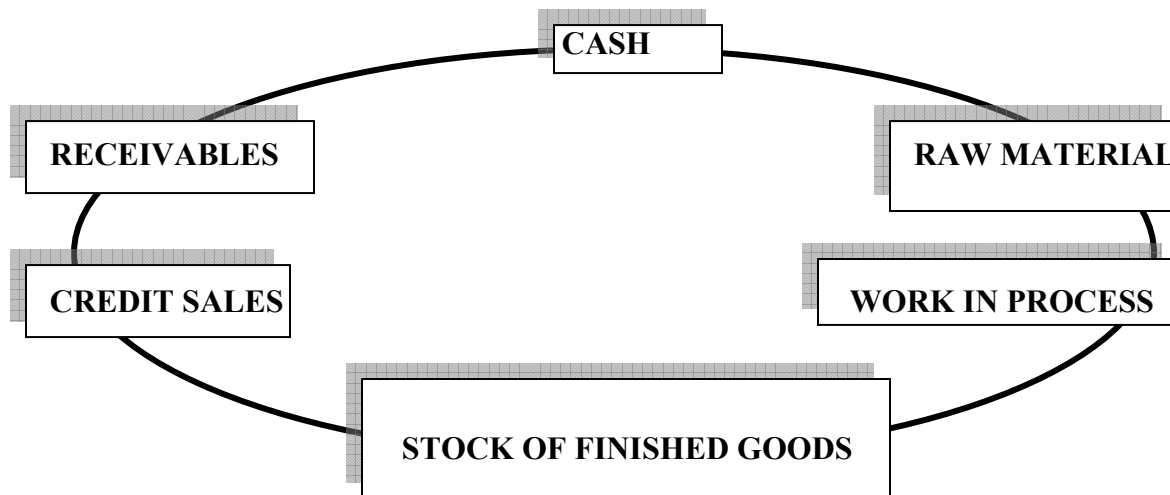 CASH
RECEIVABLES
RAW MATERIAL
CREDIT SALES
WORK IN PROCESS
STOCK OF FINISHED GOODS